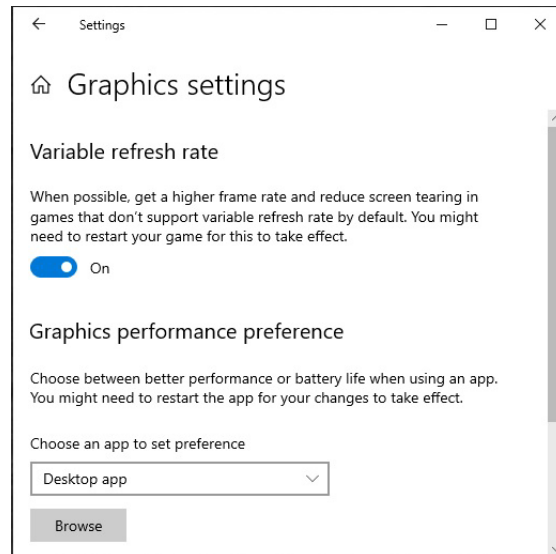 Settings
Graphics settings
Variable refresh rate
When possible, get a higher frame rate and reduce screen tearing in
games that don't support variable refresh rate by default. You might
need to restart your game for this to take effect.
On
Graphics performance preference
Choose between better performance or battery life when using an app.
You might need to restart the app for your changes to take effect.
Choose an app to set preference
Desktop app
Browse